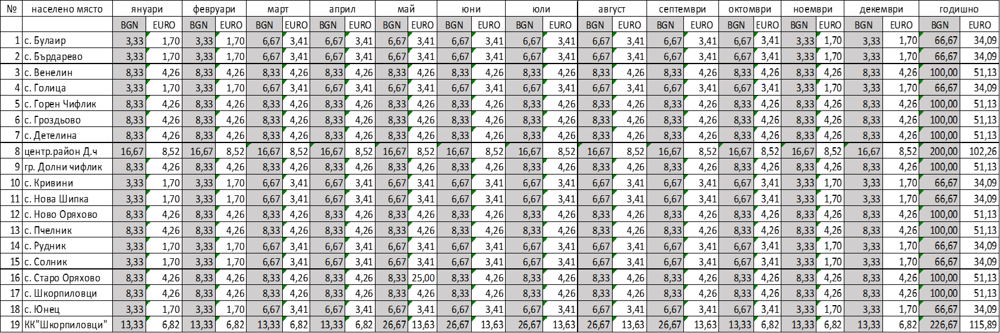 № населено място януари февруари март април май юни юли август септември октомври ноември декември годишно
BGN EURO BGN EURO BGN EURO BGN EURO BGN EURO BGN EURO BGN EURO BGN EURO BGN EURO BGN EURO BGN EURO BGN EURO BGN EURO
1 с. Булаир 3,33 1,70 3,33 1,70 6,67 3,41 6,67 3,41 6,67 3,41 6,67 3,41 6,67 3,41 6,67 3,41 6,67 3,41 6,67 3,41 3,33 1,70 3,33 1,70 66,67 34,09
2 с. Бърдарево 3,33 1,70 3,33 1,70 6,67 3,41 6,67 3,41 6,67 3,41 6,67 3,41 6,67 3,41 6,67 3,41 6,67 3,41 6,67 3,41 3,33 1,70 3,33 1,70 66,67 34,09
3 с. Венелин 8,33 4,26 8,33 4,26 8,33 4,26 8,33 4,26 8,33 4,26 8,33 4,26 8,33 4,26 8,33 4,26 8,33 4,26 8,33 4,26 8,33 4,26 8,33 4,26 100,00 51,13
4 с. Голица 3,33 1,70 3,33 1,70 6,67 3,41 6,67 3,41 6,67 3,41 6,67 3,41 6,67 3,41 6,67 3,41 6,67 3,41 6,67 3,41 3,33 1,70 3,33 1,70 66,67 34,09
5 с. Горен Чифлик 8,33 4,26 8,33 4,26 8,33 4,26 8,33 4,26 8,33 4,26 8,33 4,26 8,33 4,26 8,33 4,26 8,33 4,26 8,33 4,26 8,33 4,26 8,33 4,26 100,00 51,13
6 с. Гроздьово 8,33 4,26 8,33 4,26 8,33 4,26 8,33 4,26 8,33 4,26 8,33 4,26 8,33 4,26 8,33 4,26 8,33 4,26 8,33 4,26 8,33 4,26 8,33 4,26 100,00 51,13
7 с. Детелина 8,33 4,26 8,33 4,26 8,33 4,26 8,33 4,26 8,33 4,26 8,33 4,26 8,33 4,26 8,33 4,26 8,33 4,26 8,33 4,26 8,33 4,26 8,33 4,26 100,00 51,13
8 центр.район Д.ч 16,67 8,52 16,67 8,52 16,67 8,52 16,67 8,52 16,67 8,52 16,67 8,52 16,67 8,52 16,67 8,52 16,67 8,52 16,67 8,52 16,67 8,52 16,67 8,52 200,00 102,26
9 гр. Долни чифлик 8,33 4,26 8,33 4,26 8,33 4,26 8,33 4,26 8,33 4,26 8,33 4,26 8,33 4,26 8,33 4,26 8,33 4,26 8,33 4,26 8,33 4,26 8,33 4,26 100,00 51,13
10 с. Кривини 3,33 1,70 3,33 1,70 6,67 3,41 6,67 3,41 6,67 3,41 6,67 3,41 6,67 3,41 6,67 3,41 6,67 3,41 6,67 3,41 3,33 1,70 3,33 1,70 66,67 34,09
11 с. Нова Шипка 3,33 1,70 3,33 1,70 6,67 3,41 6,67 3,41 6,67 3,41 6,67 3,41 6,67 3,41 6,67 3,41 6,67 3,41 6,67 3,41 3,33 1,70 3,33 1,70 66,67 34,09
12 с. Ново Оряхово 8,33 4,26 8,33 4,26 8,33 4,26 8,33 4,26 8,33 4,26 8,33 4,26 8,33 4,26 8,33 4,26 8,33 4,26 8,33 4,26 8,33 4,26 8,33 4,26 100,00 51,13
13 с. Пчелник 8,33 4,26 8,33 4,26 8,33 4,26 8,33 4,26 8,33 4,26 8,33 4,26 8,33 4,26 8,33 4,26 8,33 4,26 8,33 4,26 8,33 4,26 8,33 4,26 100,00 51,13
14 с. Рудник 3,33 1,70 3,33 1,70 6,67 3,41 6,67 3,41 6,67 3,41 6,67 3,41 6,67 3,41 6,67 3,41 6,67 3,41 6,67 3,41 3,33 1,70 3,33 1,70 66,67 34,09
15 с. Солник 3,33 1,70 3,33 1,70 6,67 3,41 6,67 3,41 6,67 3,41 6,67 3,41 6,67 3,41 6,67 3,41 6,67 3,41 6,67 3,41 3,33 1,70 3,33 1,70 66,67 34,09
16 с. Старо Оряхово 8,33 4,26 8,33 4,26 8,33 4,26 8,33 4,26 8,33 25,00 8,33 4,26 8,33 4,26 8,33 4,26 8,33 4,26 8,33 4,26 8,33 4,26 8,33 4,26 100,00 51,13
17 с. Шкорпиловци 8,33 4,26 8,33 4,26 8,33 4,26 8,33 4,26 8,33 4,26 8,33 4,26 8,33 4,26 8,33 4,26 8,33 4,26 8,33 4,26 8,33 4,26 8,33 4,26 100,00 51,13
18 с. Юнец 3,33 1,70 3,33 1,70 6,67 3,41 6,67 3,41 6,67 3,41 6,67 3,41 6,67 3,41 6,67 3,41 6,67 3,41 6,67 3,41 3,33 1,70 3,33 1,70 66,67 34,09
19 КК"Шкорпиловци" 13,33 6,82 13,33 6,82 13,33 6,82 13,33 6,82 26,67 13,63 26,67 13,63 26,67 13,63 26,67 13,63 26,67 13,63 13,33 6,82 13,33 6,82 13,33 6,82 226,67 115,89